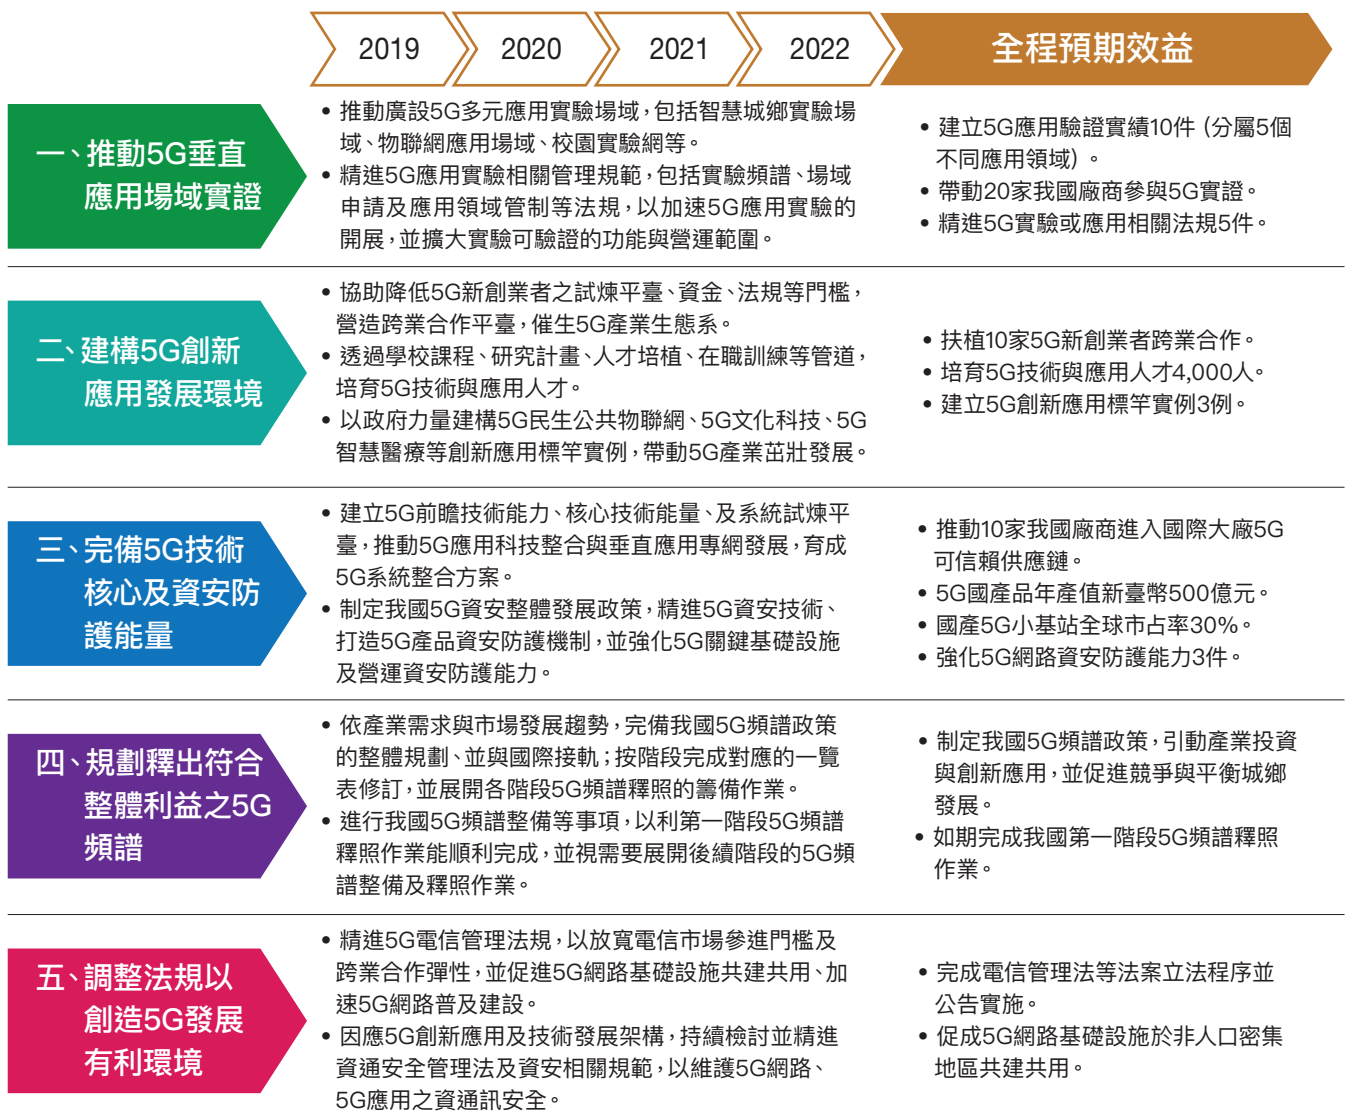 2019
2020
2021
2022
全程預期效益
一、推動5G垂直
應用場域實證
• 推動廣設5G多元應用實驗場域，包括智慧城鄉實驗場
域、物聯網應用場域、校園實驗網等。
• 精進5G應用實驗相關管理規範，包括實驗頻譜、場域
申請及應用領域管制等法規，以加速5G應用實驗的
開展，並擴大實驗可驗證的功能與營運範圍。
• 建立5G應用驗證實績10件（分屬5個
不同應用領域）。
• 帶動20家我國廠商參與5G實證。
• 精進5G實驗或應用相關法規5件。
二、建構5G創新
應用發展環境
• 協助降低5G新創業者之試煉平臺、資金、法規等門檻，
營造跨業合作平臺，催生5G產業生態系。
• 透過學校課程、研究計畫、人才培植、在職訓練等管道，
培育5G技術與應用人才。
• 以政府力量建構5G民生公共物聯網、5G文化科技、5G
智慧醫療等創新應用標竿實例，帶動5G產業茁壯發展。
• 扶植10家5G新創業者跨業合作。
• 培育5G技術與應用人才4,000人。
• 建立5G創新應用標竿實例3例。
三、完備5G技術
核心及資安防
護能量
• 建立5G前瞻技術能力、核心技術能量、及系統試煉平
臺，推動5G應用科技整合與垂直應用專網發展，育成
5G系統整合方案。
• 制定我國5G資安整體發展政策，精進5G資安技術、
打造5G產品資安防護機制，並強化5G關鍵基礎設施
及營運資安防護能力。
• 推動10家我國廠商進入國際大廠5G
可信賴供應鏈。
• 5G國產品年產值新臺幣500億元。
• 國產5G小基站全球市占率30%。
• 強化5G網路資安防護能力3件。
四、規劃釋出符合
整體利益之5G
頻譜
• 依產業需求與市場發展趨勢，完備我國5G頻譜政策
的整體規劃、並與國際接軌；按階段完成對應的一覽
表修訂，並展開各階段5G頻譜釋照的籌備作業。
• 進行我國5G頻譜整備等事項，以利第一階段5G頻譜
釋照作業能順利完成，並視需要展開後續階段的5G頻
譜整備及釋照作業。
• 制定我國5G頻譜政策，引動產業投資
與創新應用，並促進競爭與平衡城鄉
發展。
• 如期完成我國第一階段5G頻譜釋照
作業。
五、調整法規以
創造5G發展
有利環境
• 精進5G電信管理法規，以放寬電信市場參進門檻及
跨業合作彈性，並促進5G網路基礎設施共建共用、加
速5G網路普及建設。
• 因應5G創新應用及技術發展架構，持續檢討並精進
資通安全管理法及資安相關規範，以維護5G網路、
5G應用之資通訊安全。
• 完成電信管理法等法案立法程序並
公告實施。
• 促成5G網路基礎設施於非人口密集
地區共建共用。